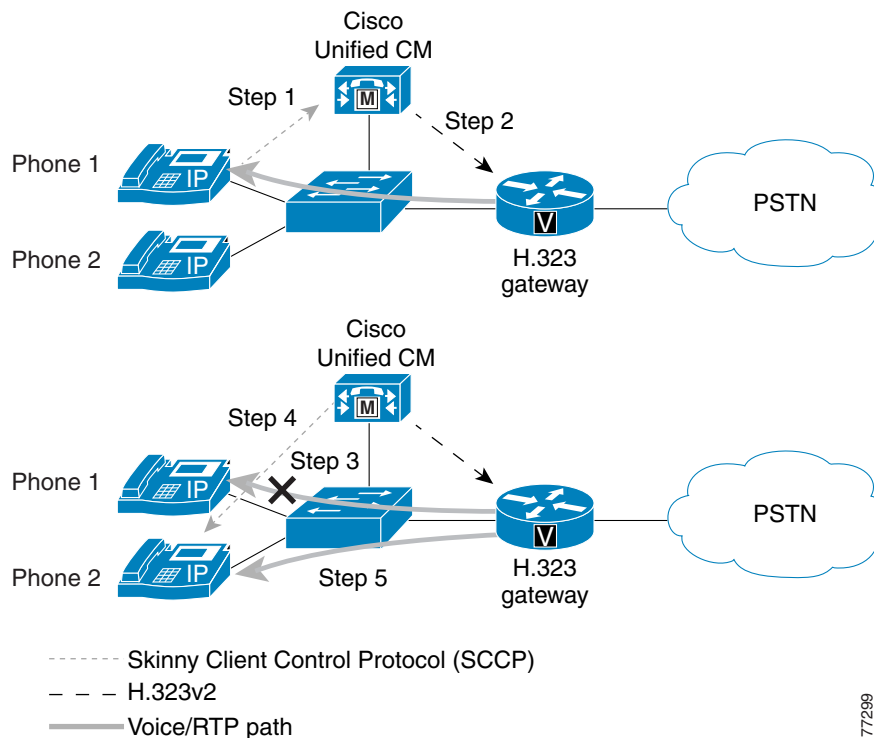 Cisco
Unified CM
M
Step 1
Step 2
Phone 1
IP
PSTN
V
Phone 2
IP
H.323
gateway
Cisco
Unified CM
M
Step 4
Step 3
Phone 1
IP
PSTN
V
Phone 2
IP
Step 5
H.323
gateway
Skinny Client Control Protocol (SCCP)
H.323v2
Voice/RTP path
77299